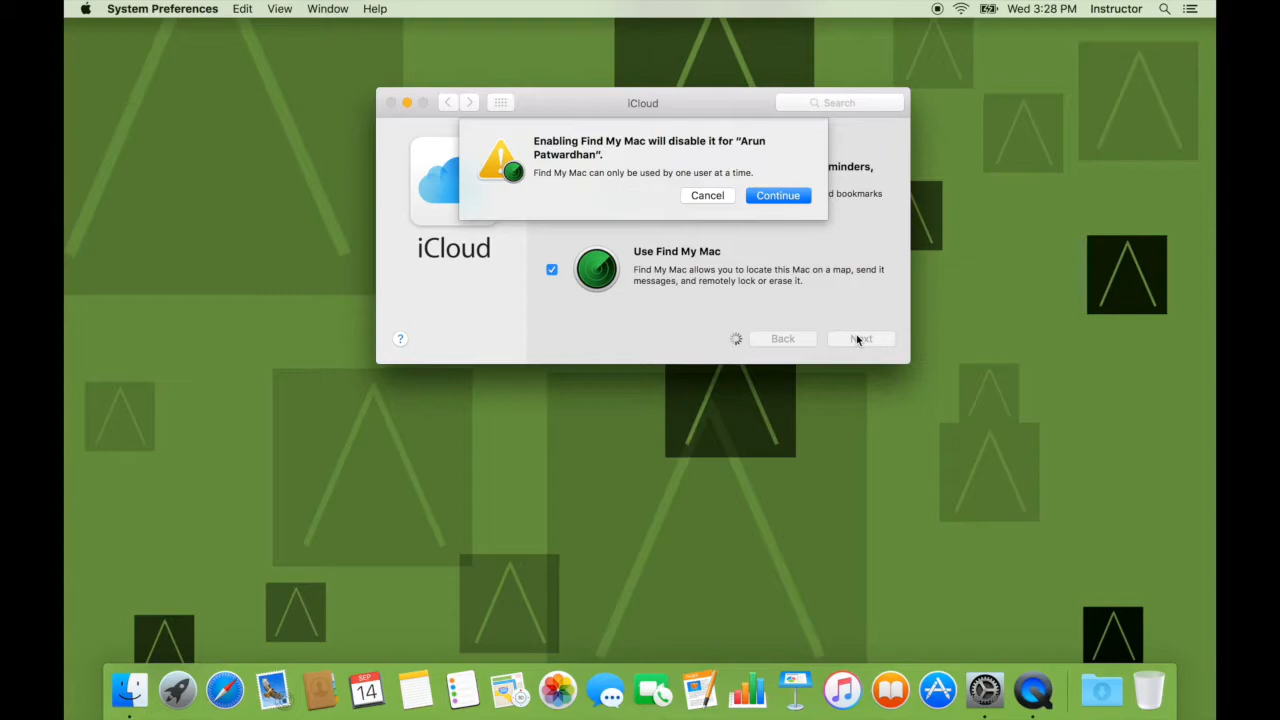 System Preferences Edit View Window Help Wed 3:28 PM Instructor
iCloud Search
Enabling Find My Mac will disable it for “Arun
Patwardhan”.
Find My Mac can only be used by one user at a time.
Cancel Continue
minders,
d bookmarks
iCloud
Use Find My Mac
Find My Mac allows you to locate this Mac on a map, send it
messages, and remotely lock or erase it.
? Back Next
SEP
14